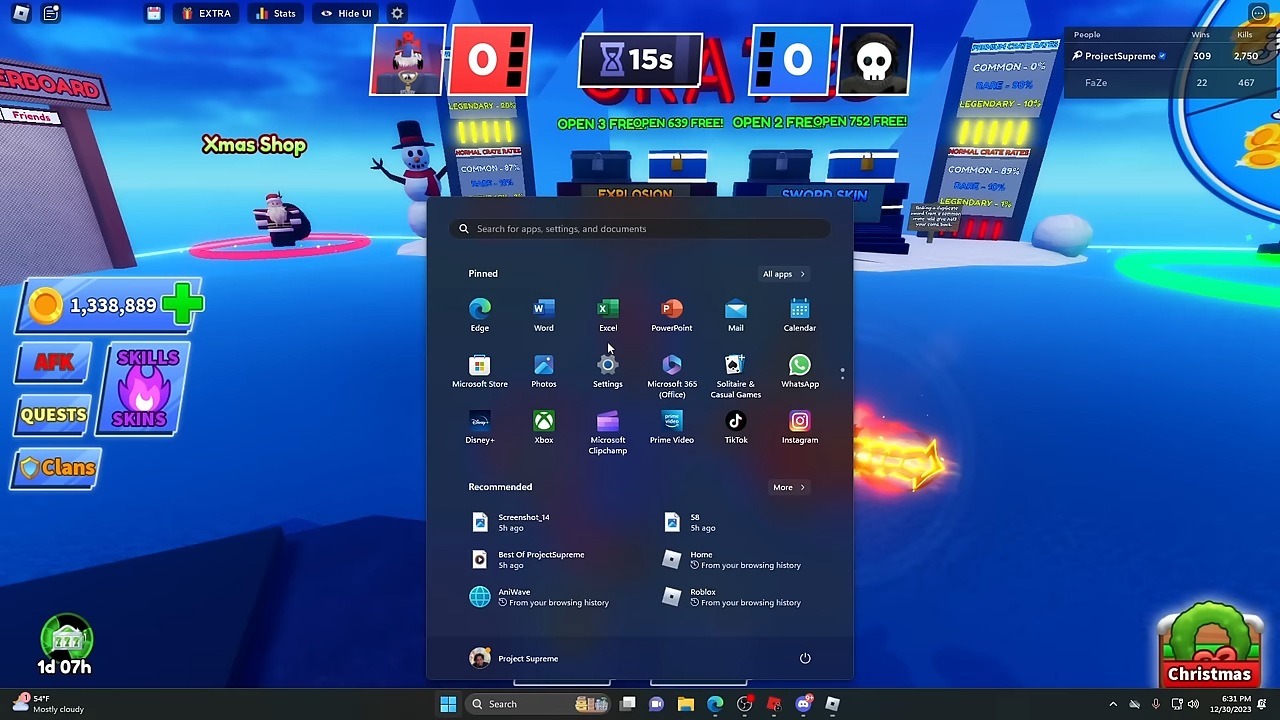 EXTRA
Stats
Hide UI
0
15s
0
People
Wins
Kills
ProjectSupreme
309
2,750
FaZe
22
467
ERBOARD
Friends
Xmas Shop
LEGENDARY - 20%
NORMAL CRATE RATES
COMMON - 87%
OPEN 3 FREE
OPEN 639 FREE!
OPEN 2 FREE
OPEN 752 FREE!
EXPLOSION
SWORD SKIN
PREMIUM CRATE RATES
COMMON - 0%
RARE - 90%
LEGENDARY - 10%
NORMAL CRATE RATES
COMMON - 89%
RARE - 10%
LEGENDARY - 1%
1,338,889
AFK
SKILLS
SKINS
QUESTS
Clans
777
1d 07h
Christmas
Search for apps, settings, and documents
Pinned
All apps
Edge
Word
Excel
PowerPoint
Mail
Calendar
Microsoft Store
Photos
Settings
Microsoft 365
(Office)
Solitaire &
Casual Games
WhatsApp
Disney+
Xbox
Microsoft
Clipchamp
Prime Video
TikTok
Instagram
Recommended
More
Screenshot_14
5h ago
58
5h ago
Best Of ProjectSupreme
5h ago
Home
From your browsing history
AniWave
From your browsing history
Roblox
From your browsing history
Project Supreme
54°F
Mostly cloudy
Search
6:31 PM
12/30/2023